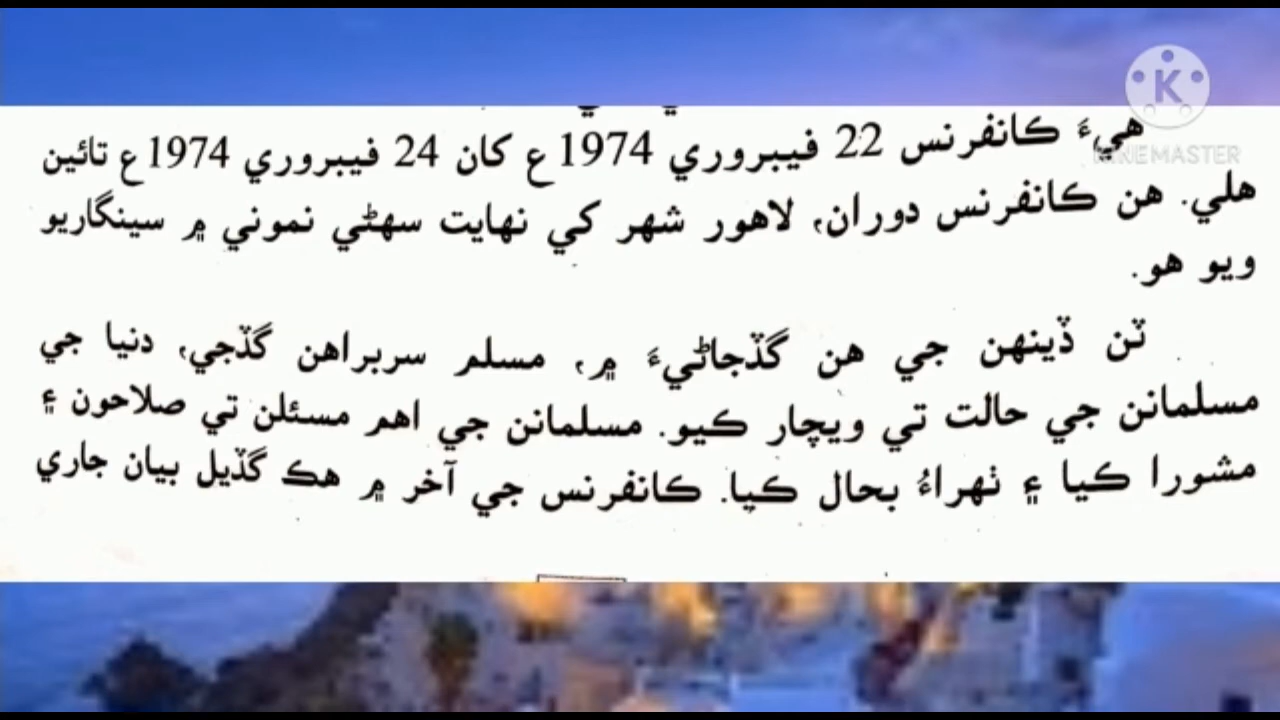 هيءَ ڪانفرنس 22 فيبروري 1974ع کان 24 فيبروري 1974ع تائين
هلي. هن ڪانفرنس دوران، لاهور شهر کي نهايت سهڻي نموني ۾ سينگاريو
ويو هو.
ٽن ڏينهن جي هن گڏجاڻيءَ ۾، مسلم سربراهن گڏجي، دنيا جي
مسلمانن جي حالت تي ويچار ڪيو. مسلمانن جي اهم مسئلن تي صلاحون ۽
مشورا ڪيا ۽ ٺهراءُ بحال ڪيا. ڪانفرنس جي آخر ۾ هڪ گڏيل بيان جاري
K
KINEMASTER